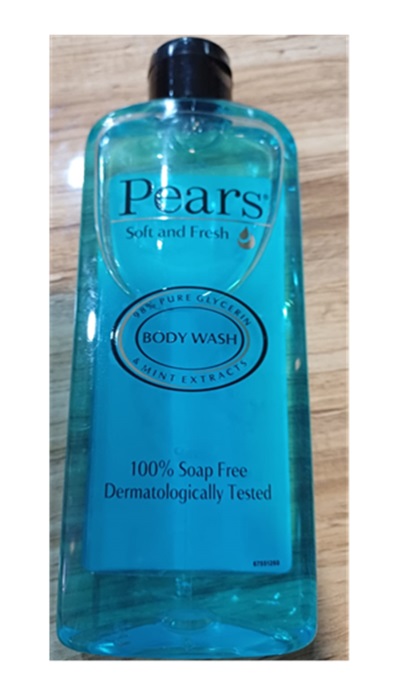 Pears®
Soft and Fresh
98% PURE GLYCERIN
BODY WASH
& MINT EXTRACTS
100% Soap Free
Dermatologically Tested